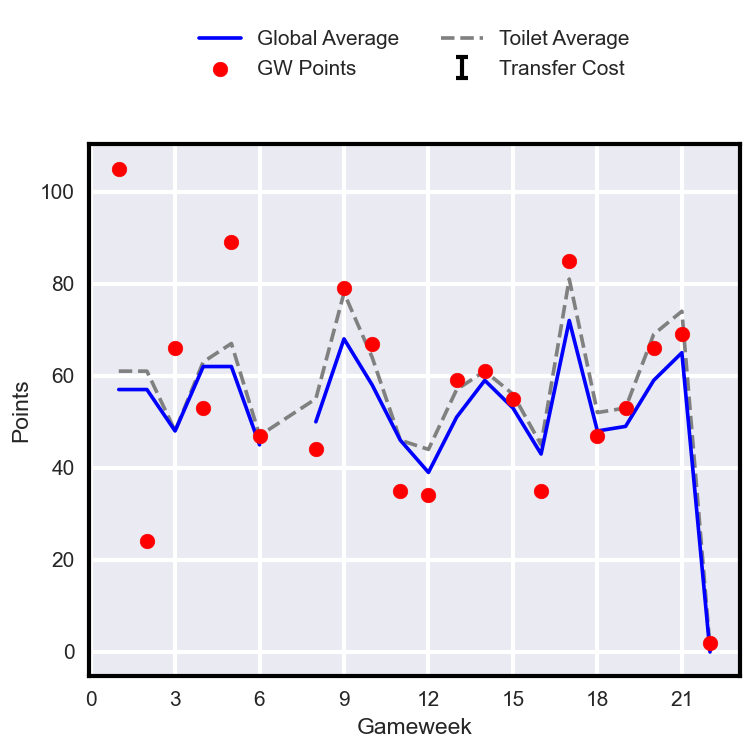 Global Average
Toilet Average
GW Points
Transfer Cost
Points
100
80
60
40
20
0
0 3 6 9 12 15 18 21
Gameweek